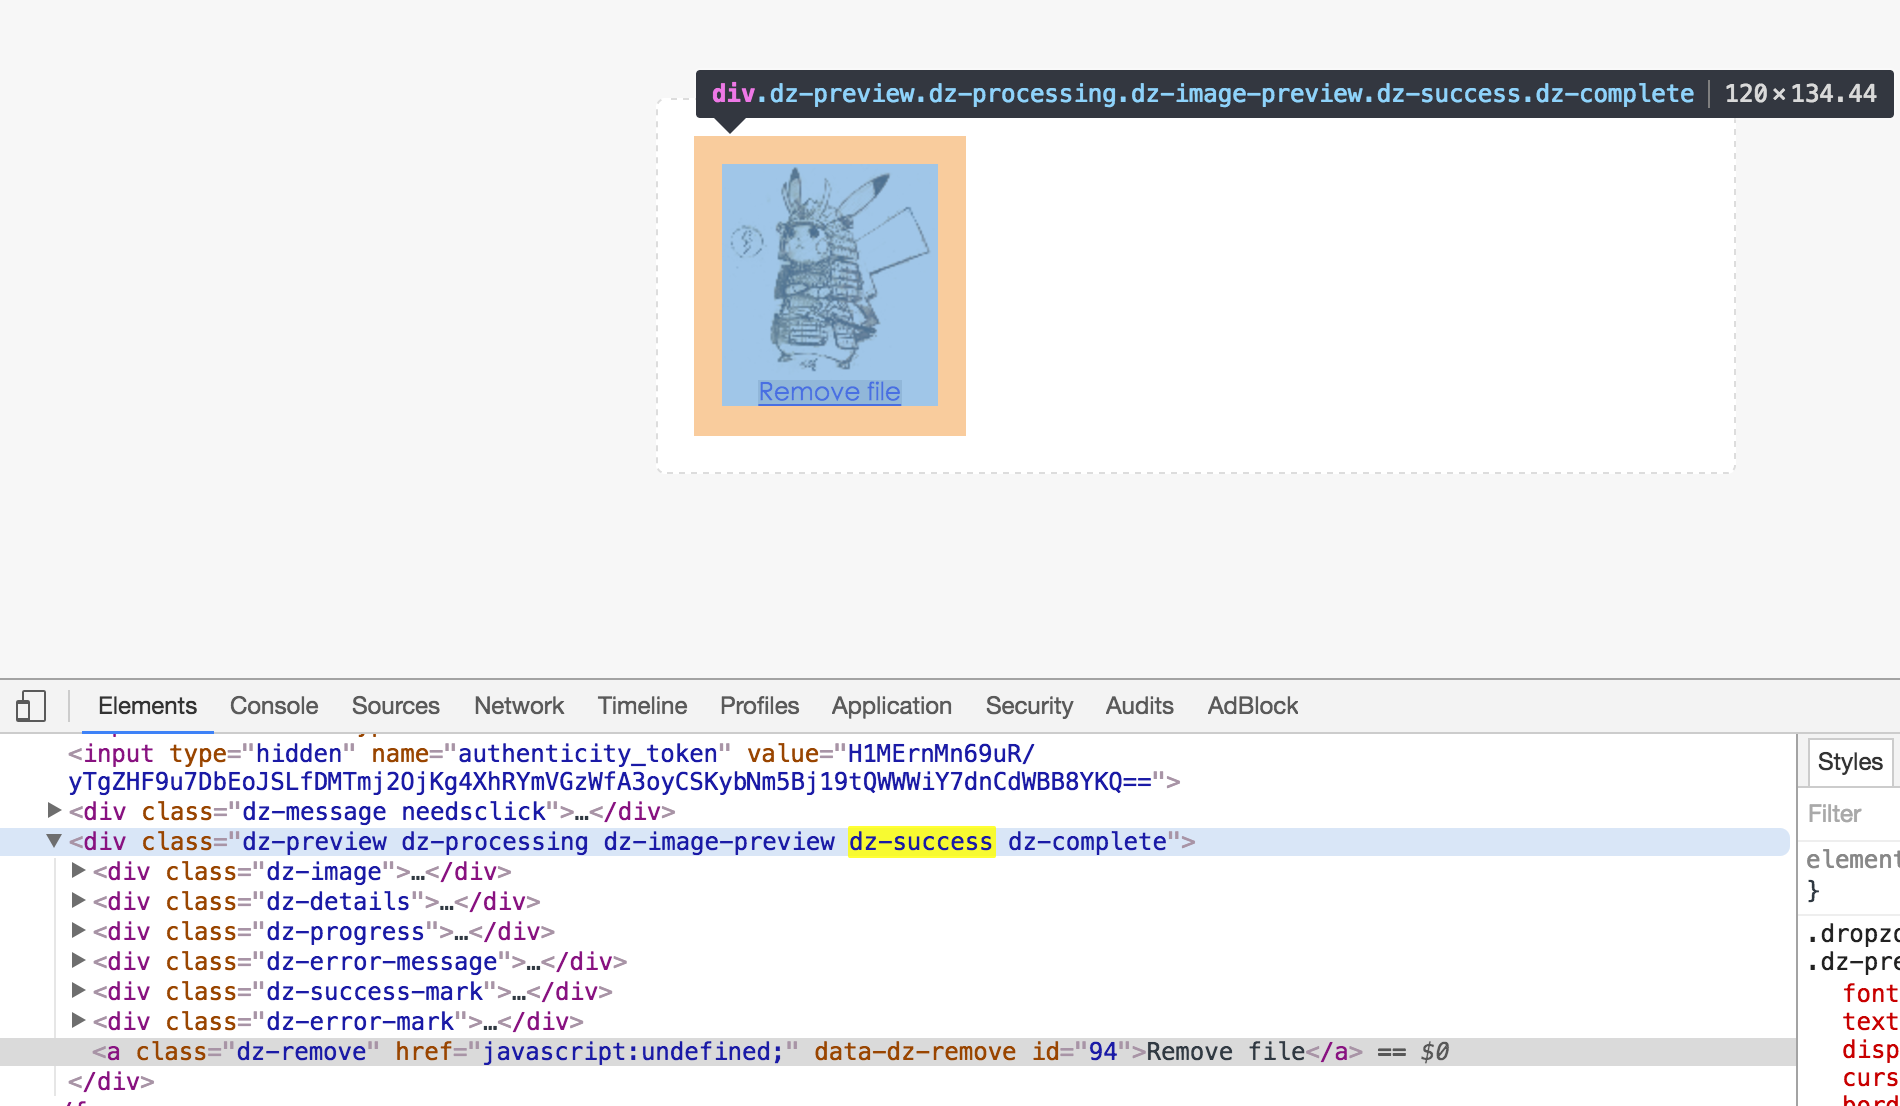 div.dz-preview.dz-processing.dz-image-preview.dz-success.dz-complete | 120×134.44
Remove file
Elements Console Sources Network Timeline Profiles Application Security Audits AdBlock
<input type="hidden" name="authenticity_token" value="H1MErnMn69uR/
yTgZHF9u7DbEoJSLfDMTmj2OjKg4XhRYmVGzWfA3oyCSKybNm5Bj19tQWWWiY7dnCdWBB8YKQ==">
<div class="dz-message needsclick">…</div>
<div class="dz-preview dz-processing dz-image-preview dz-success dz-complete">
<div class="dz-image">…</div>
<div class="dz-details">…</div>
<div class="dz-progress">…</div>
<div class="dz-error-message">…</div>
<div class="dz-success-mark">…</div>
<div class="dz-error-mark">…</div>
<a class="dz-remove" href="javascript:undefined;" data-dz-remove id="94">Remove file</a> == $0
</div>
Styles
Filter
element
}
.dropzo
.dz-pre
font
text
disp
curs